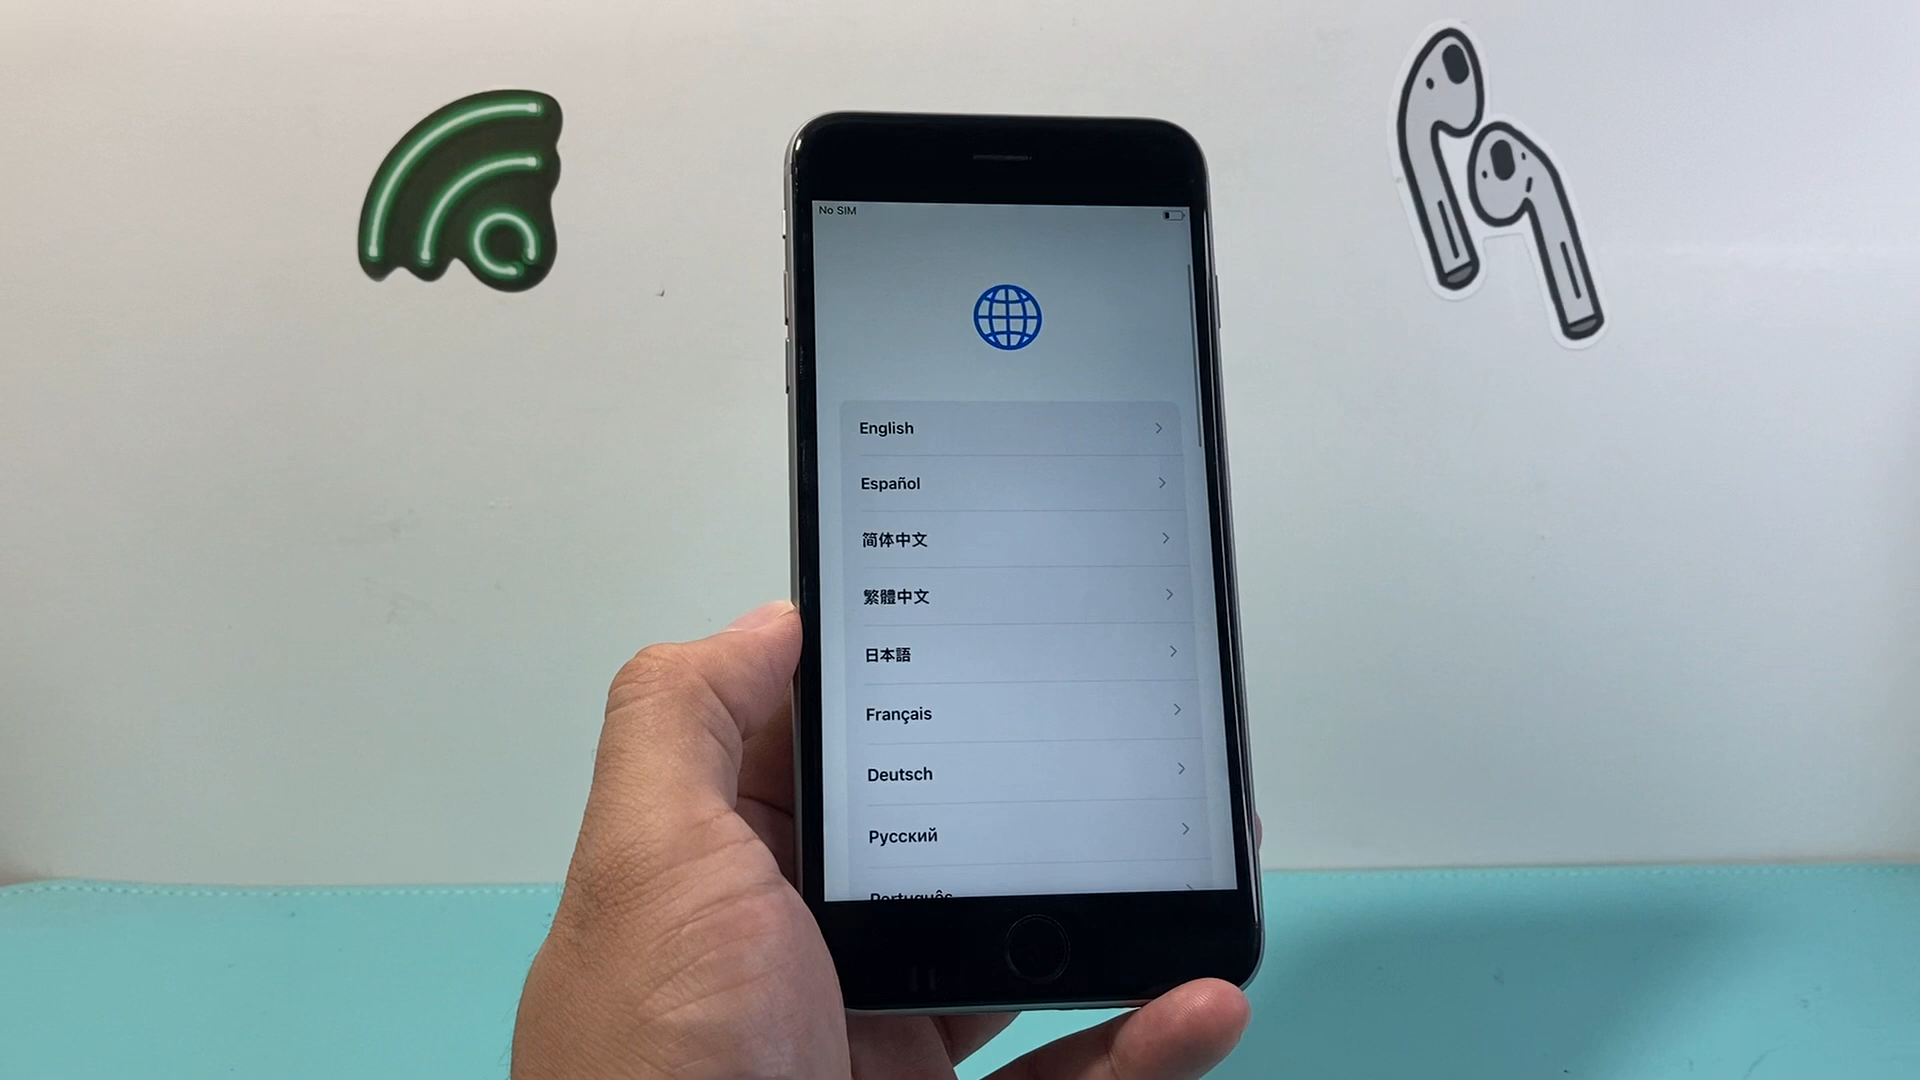 No SIM
English
Español
简体中文
繁體中文
日本語
Français
Deutsch
Русский
Português